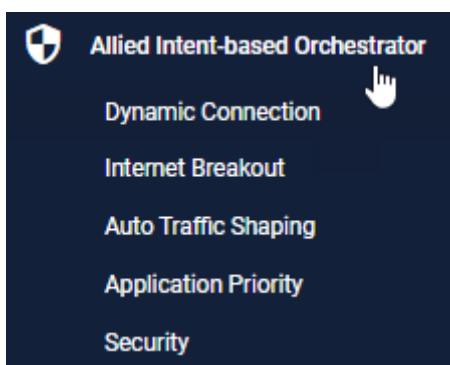 Allied Intent-based Orchestrator
Dynamic Connection
Internet Breakout
Auto Traffic Shaping
Application Priority
Security